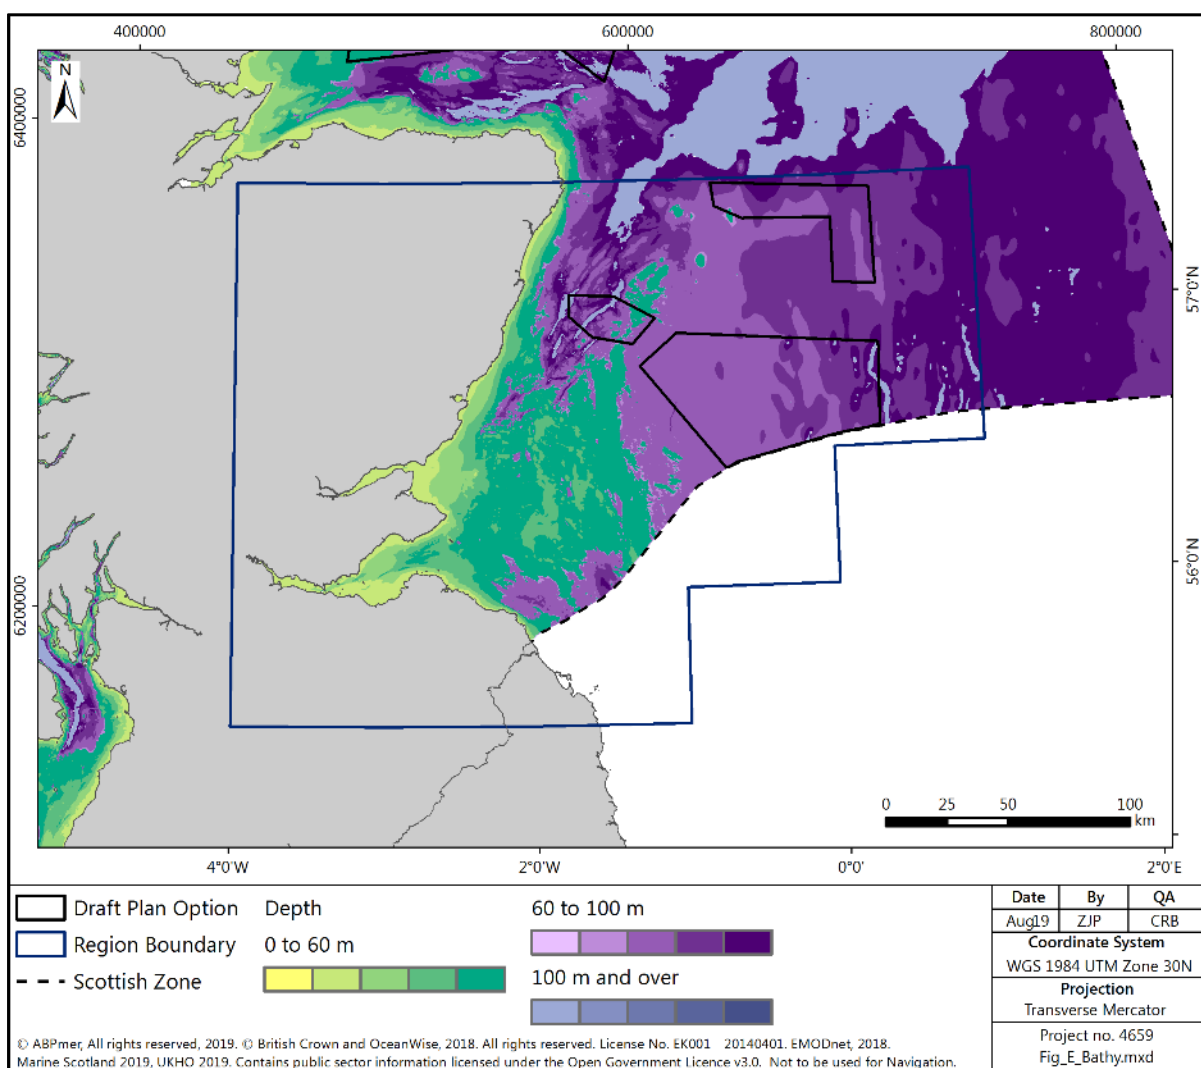 400000 600000 800000
N
6400000
57°0'N
56°0'N
6200000
0 25 50 100
km
4°0'W 2°0'W 0°0' 2°0'E
Draft Plan Option
Region Boundary
Scottish Zone
Depth
0 to 60 m
60 to 100 m
100 m and over
Date By QA
Aug19 ZJP CRB
Coordinate System
WGS 1984 UTM Zone 30N
Projection
Transverse Mercator
Project no. 4659
Fig_E_Bathy.mxd
© ABPmer, All rights reserved, 2019. © British Crown and OceanWise, 2018. All rights reserved. License No. EK001 20140401. EMODnet, 2018.
Marine Scotland 2019, UKHO 2019. Contains public sector information licensed under the Open Government Licence v3.0. Not to be used for Navigation.